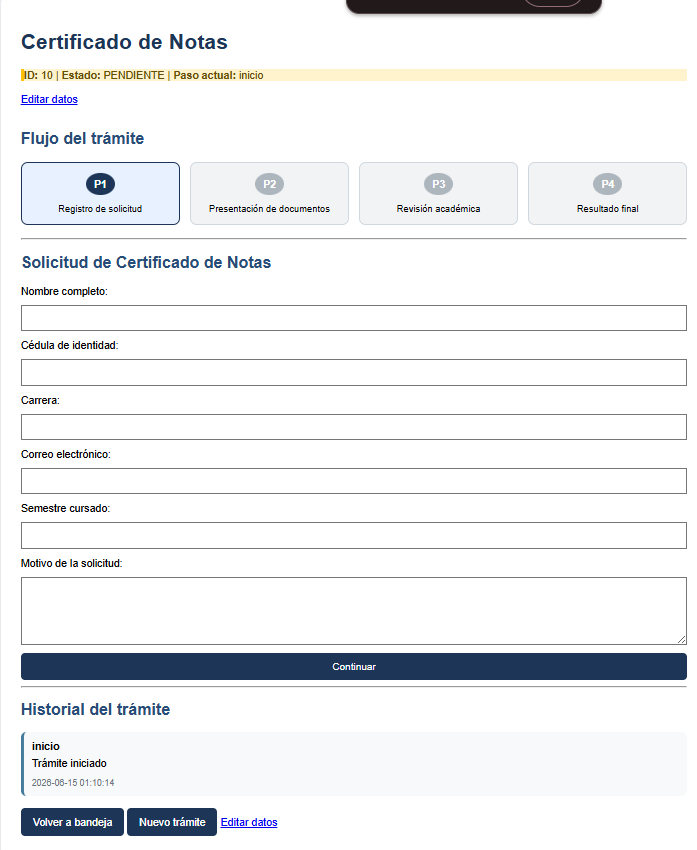 Certificado de Notas
ID: 10 | Estado: PENDIENTE | Paso actual: inicio
Editar datos
Flujo del trámite
P1
Registro de solicitud
P2
Presentación de documentos
P3
Revisión académica
P4
Resultado final
Solicitud de Certificado de Notas
Nombre completo:
Cédula de identidad:
Carrera:
Correo electrónico:
Semestre cursado:
Motivo de la solicitud:
Continuar
Historial del trámite
inicio
Trámite iniciado
2026-06-15 01:10:14
Volver a bandeja Nuevo trámite Editar datos